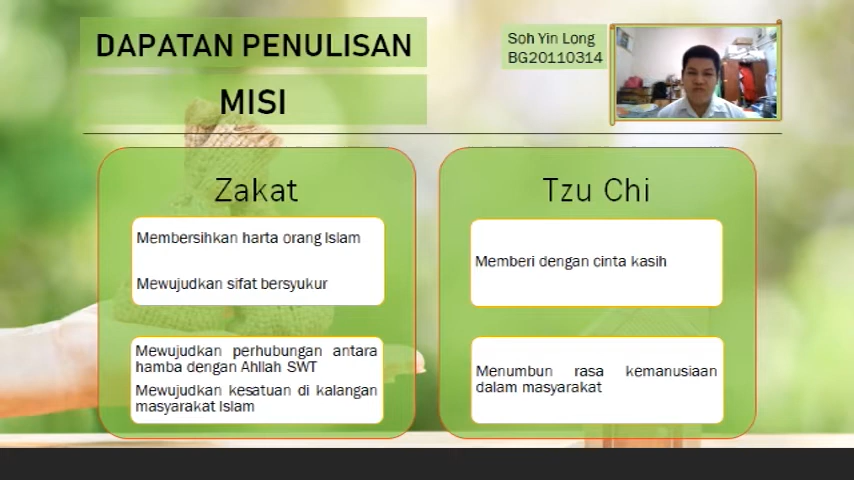 DAPATAN PENULISAN
MISI
Soh Yin Long
BG20110314
Zakat
Membersihkan harta orang Islam
Mewujudkan sifat bersyukur
Mewujudkan perhubungan antara
hamba dengan Ahllah SWT
Mewujudkan kesatuan di kalangan
masyarakat Islam
Tzu Chi
Memberi dengan cinta kasih
Menumbun rasa kemanusiaan
dalam masyarakat